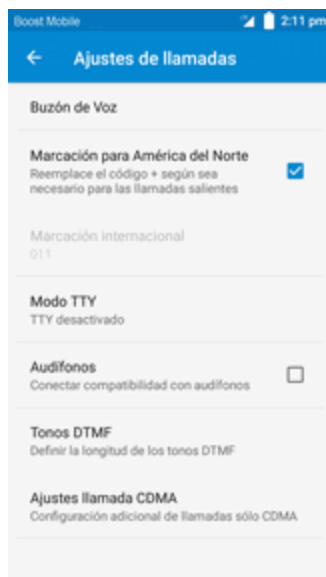 Boost Mobile 2:11 pm
Ajustes de llamadas
Buzón de Voz
Marcación para América del Norte
Reemplace el código + según sea
necesario para las llamadas salientes
Marcación internacional
011
Modo TTY
TTY desactivado
Audífonos
Conectar compatibilidad con audífonos
Tonos DTMF
Definir la longitud de los tonos DTMF
Ajustes llamada CDMA
Configuración adicional de llamadas sólo CDMA